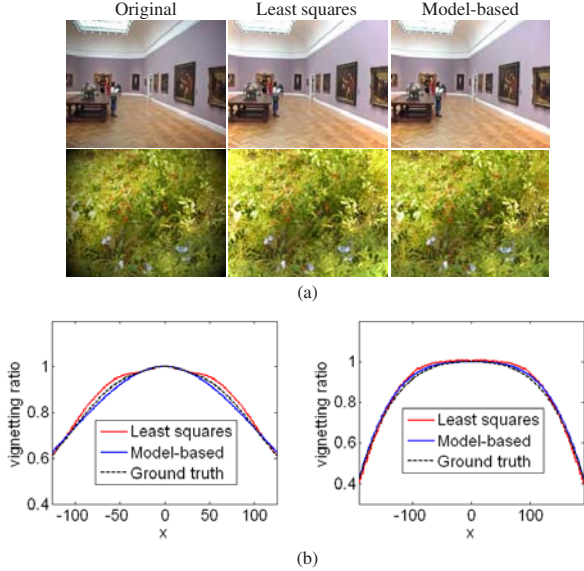 Original Least squares Model-based
(a)
vignetting ratio
1
0.8
0.6
0.4
Least squares
Model-based
Ground truth
-100 -50 0 50 100
x
vignetting ratio
1
0.8
0.6
0.4
Least squares
Model-based
Ground truth
-100 0 100
x
(b)